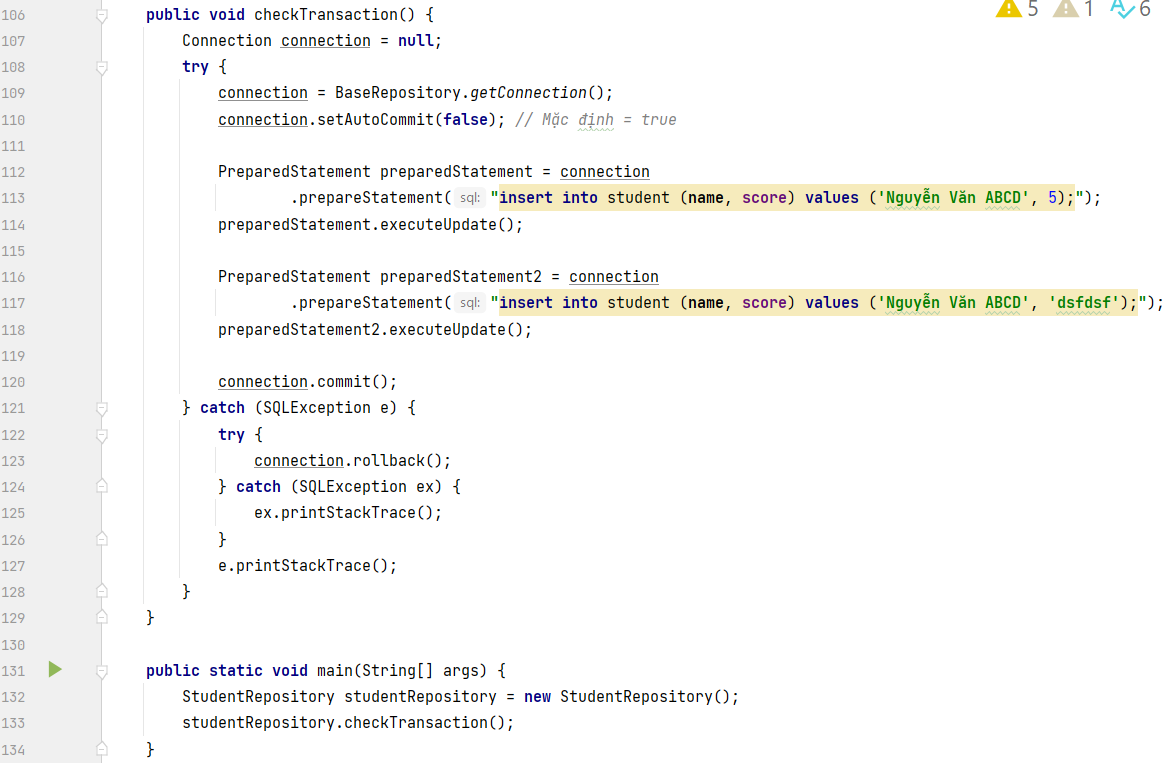 5 1 6
106 public void checkTransaction() {
107 Connection connection = null;
108 try {
109 connection = BaseRepository.getConnection();
110 connection.setAutoCommit(false); // Mặc định = true
111
112 PreparedStatement preparedStatement = connection
113 .prepareStatement( sql: "insert into student (name, score) values ('Nguyễn Văn ABCD', 5);");
114 preparedStatement.executeUpdate();
115
116 PreparedStatement preparedStatement2 = connection
117 .prepareStatement( sql: "insert into student (name, score) values ('Nguyễn Văn ABCD', 'dsfdsf');");
118 preparedStatement2.executeUpdate();
119
120 connection.commit();
121 } catch (SQLException e) {
122 try {
123 connection.rollback();
124 } catch (SQLException ex) {
125 ex.printStackTrace();
126 }
127 e.printStackTrace();
128 }
129 }
130
131 public static void main(String[] args) {
132 StudentRepository studentRepository = new StudentRepository();
133 studentRepository.checkTransaction();
134 }